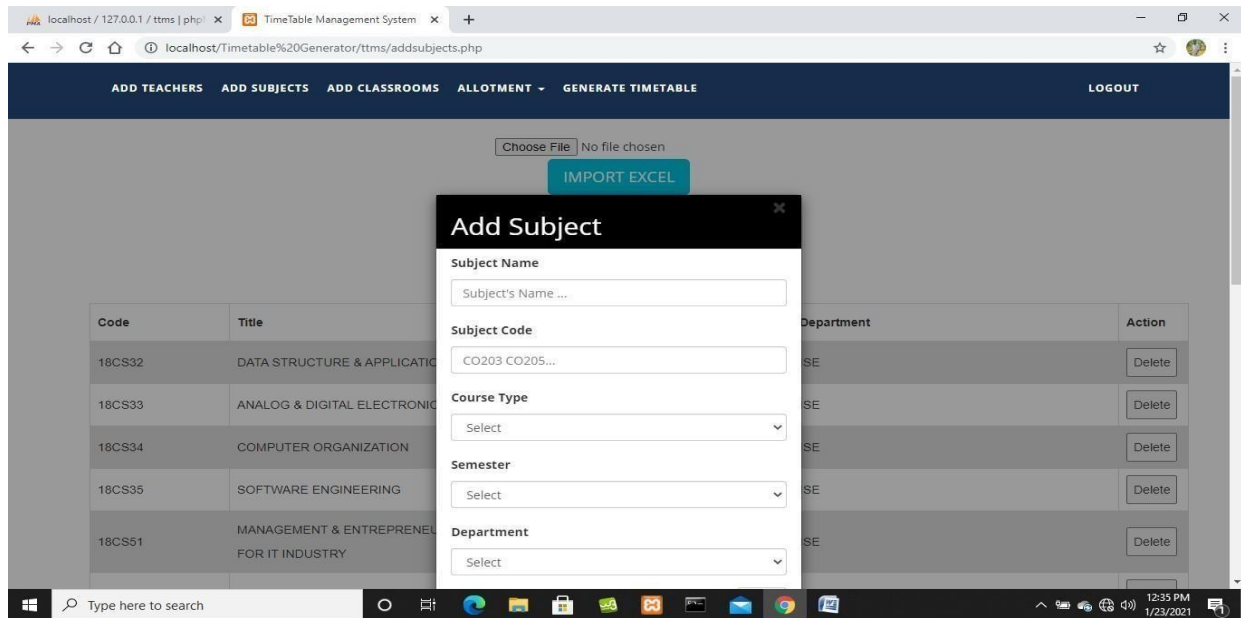 localhost / 127.0.0.1 / ttms | php
TimeTable Management System
localhost/Timetable%20Generator/ttms/addsubjects.php
ADD TEACHERS ADD SUBJECTS ADD CLASSROOMS ALLOTMENT GENERATE TIMETABLE LOGOUT
Choose File No file chosen
IMPORT EXCEL
Add Subject
Subject Name
Subject's Name ...
Subject Code
CO203 CO205...
Course Type
Select
Semester
Select
Department
Select
Code Title Department Action
18CS32 DATA STRUCTURE & APPLICATIO SE Delete
18CS33 ANALOG & DIGITAL ELECTRONIC SE Delete
18CS34 COMPUTER ORGANIZATION SE Delete
18CS35 SOFTWARE ENGINEERING SE Delete
MANAGEMENT & ENTREPRENEU
18CS51 SE Delete
FOR IT INDUSTRY
Type here to search
12:35 PM
1/23/2021